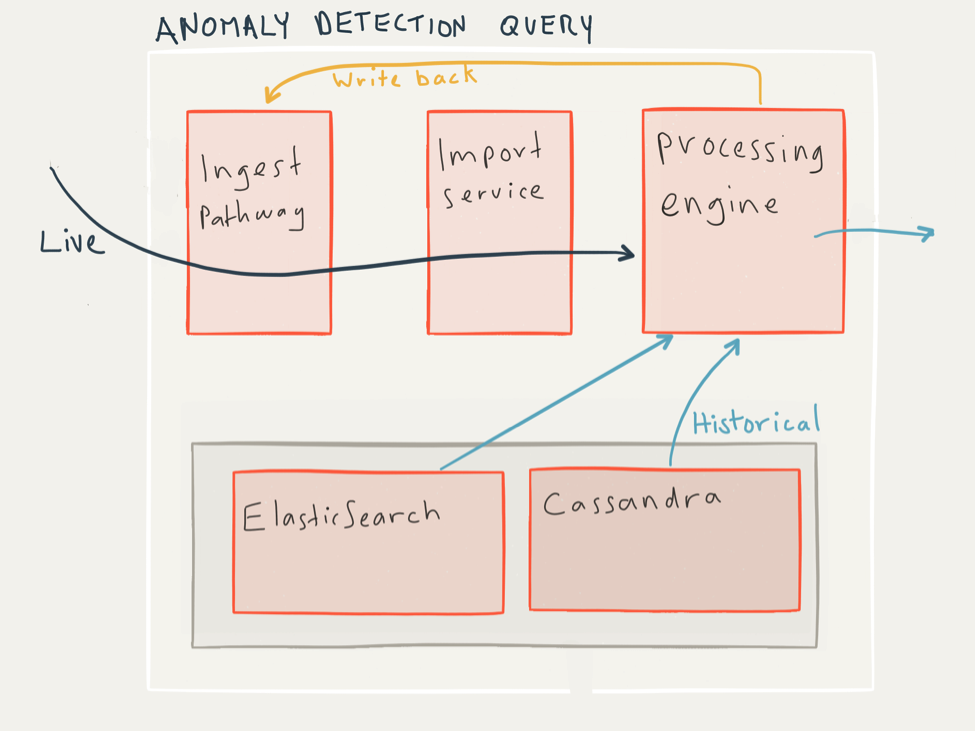 ANOMALY DETECTION QUERY
Write back
Ingest
Pathway
Import
service
Processing
engine
Live
Historical
ElasticSearch
Cassandra